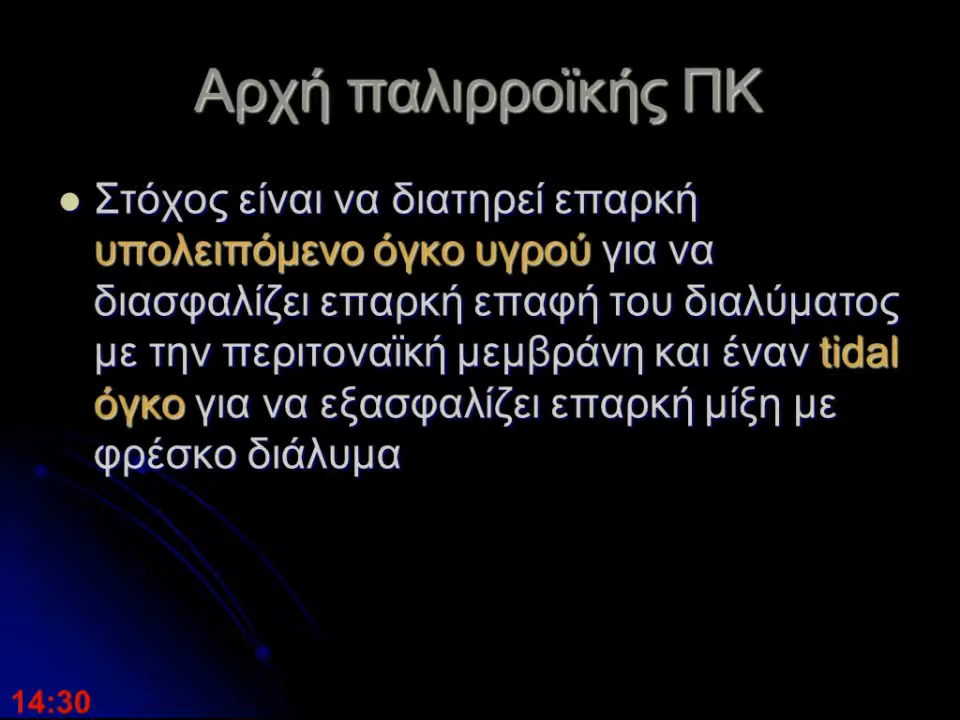 Αρχή παλιρροϊκής ΠΚ
Στόχος είναι να διατηρεί επαρκή
υπολειπόμενο όγκο υγρού για να
διασφαλίζει επαρκή επαφή του διαλύματος
με την περιτοναϊκή μεμβράνη και έναν tidal
όγκο για να εξασφαλίζει επαρκή μίξη με
φρέσκο διάλυμα
14:30